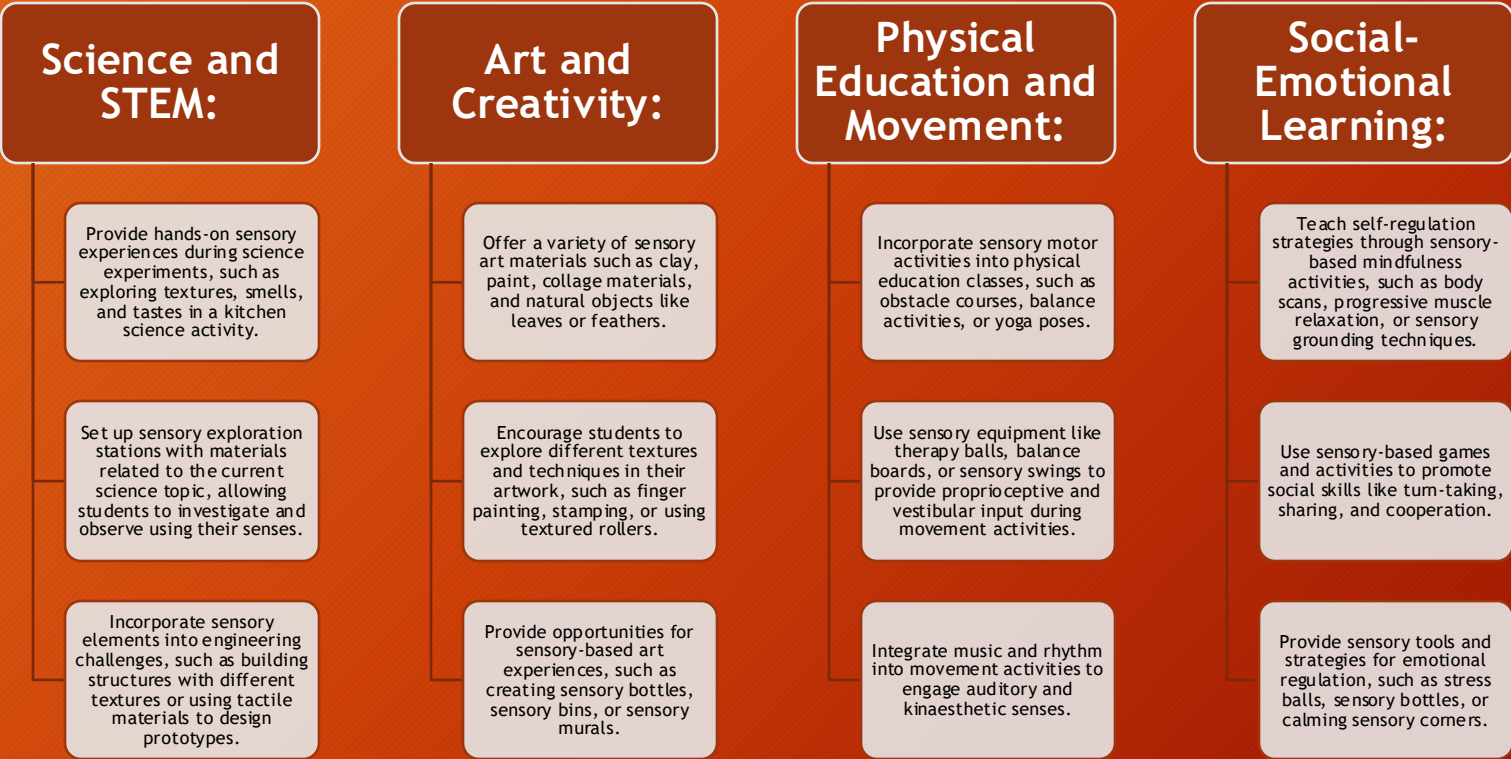 Science and
STEM:
Provide hands-on sensory
experiences during science
experiments, such as
exploring textures, smells,
and tastes in a kitchen
science activity.
Set up sensory exploration
stations with materials
related to the current
science topic, allowing
students to investigate and
observe using their senses.
Incorporate sensory
elements into engineering
challenges, such as building
structures with different
textures or using tactile
materials to design
prototypes.
Art and
Creativity:
Offer a variety of sensory
art materials such as clay,
paint, collage materials,
and natural objects like
leaves or feathers.
Encourage students to
explore different textures
and techniques in their
artwork, such as finger
painting, stamping, or using
textured rollers.
Provide opportunities for
sensory-based art
experiences, such as
creating sensory bottles,
sensory bins, or sensory
murals.
Physical
Education and
Movement:
Incorporate sensory motor
activities into physical
education classes, such as
obstacle courses, balance
activities, or yoga poses.
Use sensory equipment like
therapy balls, balance
boards, or sensory swings to
provide proprioceptive and
vestibular input during
movement activities.
Integrate music and rhythm
into movement activities to
engage auditory and
kinaesthetic senses.
Social-
Emotional
Learning:
Teach self-regulation
strategies through sensory-
based mindfulness
activities, such as body
scans, progressive muscle
relaxation, or sensory
grounding techniques.
Use sensory-based games
and activities to promote
social skills like turn-taking,
sharing, and cooperation.
Provide sensory tools and
strategies for emotional
regulation, such as stress
balls, sensory bottles, or
calming sensory corners.